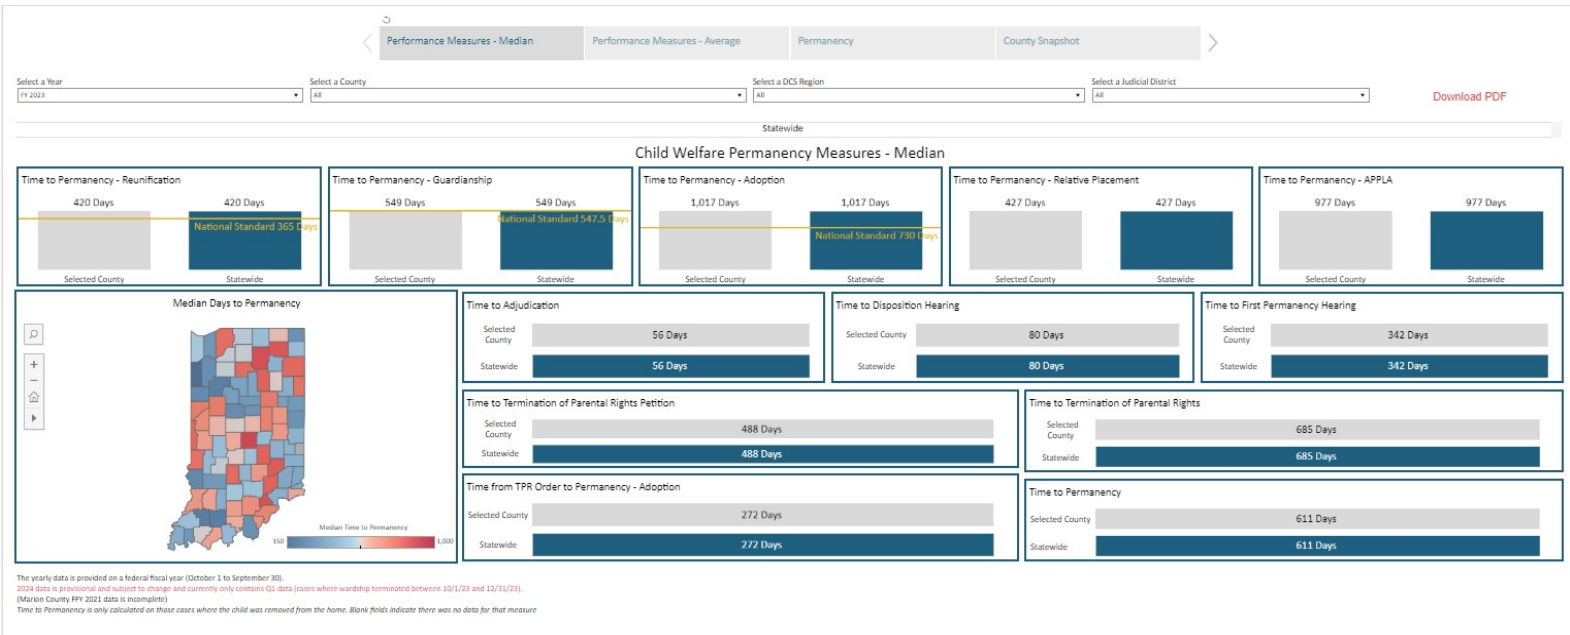 Performance Measures - Median
Performance Measures - Average
Permanency
County Snapshot
Select a Year
Select a County
Select a DCS Region
Select a Judicial District
FY 2023
All
All
All
Download PDF
Statewide
Child Welfare Permanency Measures - Median
Time to Permanency - Reunification
420 Days
420 Days
National Standard 365 Days
Selected County
Statewide
Time to Permanency - Guardianship
549 Days
549 Days
National Standard 547.5 Days
Selected County
Statewide
Time to Permanency - Adoption
1,017 Days
1,017 Days
National Standard 730 Days
Selected County
Statewide
Time to Permanency - Relative Placement
427 Days
427 Days
Selected County
Statewide
Time to Permanency - APPLA
977 Days
977 Days
Selected County
Statewide
Median Days to Permanency
Median Time to Permanency
150
1,000
Time to Adjudication
Selected
County
56 Days
Statewide
56 Days
Time to Disposition Hearing
Selected County
80 Days
Statewide
80 Days
Time to First Permanency Hearing
Selected
County
342 Days
Statewide
342 Days
Time to Termination of Parental Rights Petition
Selected
County
488 Days
Statewide
488 Days
Time to Termination of Parental Rights
Selected
County
685 Days
Statewide
685 Days
Time from TPR Order to Permanency - Adoption
Selected County
272 Days
Statewide
272 Days
Time to Permanency
Selected County
611 Days
Statewide
611 Days
The yearly data is provided on a federal fiscal year (October 1 to September 30).
2024 data is provisional and subject to change and currently only contains Q1 data (cases where wardship terminated between 10/1/23 and 12/31/23).
(Marion County FFY 2021 data is incomplete)
Time to Permanency is only calculated on those cases where the child was removed from the home. Blank fields indicate there was no data for that measure